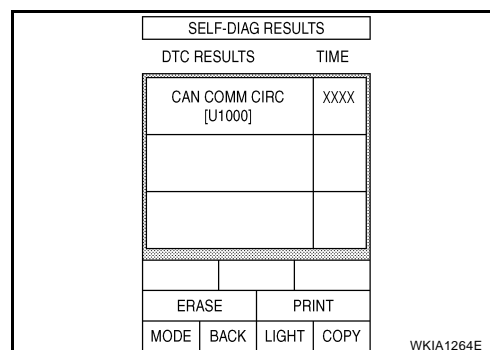 SELF-DIAG RESULTS
DTC RESULTS TIME
CAN COMM CIRC XXXX
[U1000]
ERASE PRINT
MODE BACK LIGHT COPY
WKIA1264E